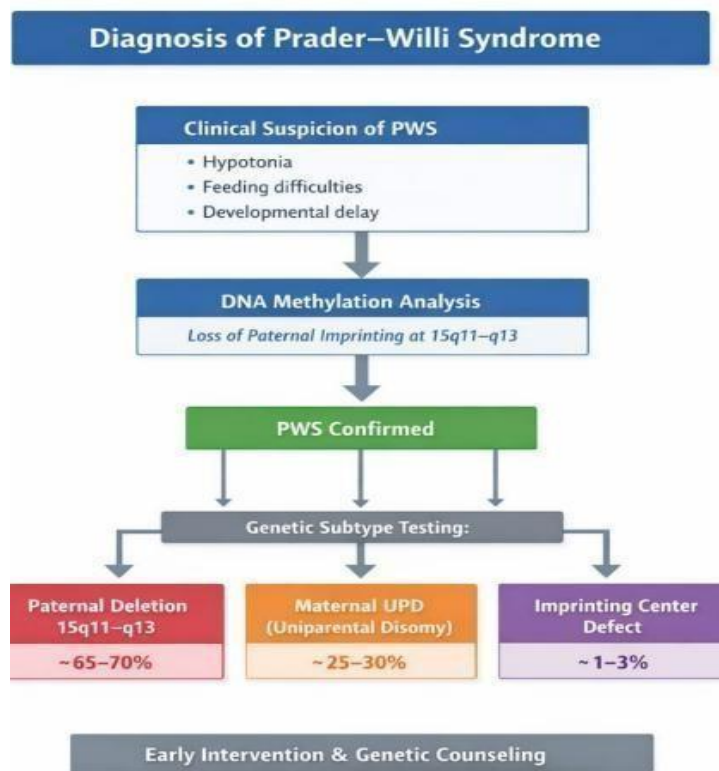 Diagnosis of Prader–Willi Syndrome
Clinical Suspicion of PWS
• Hypotonia
• Feeding difficulties
• Developmental delay
DNA Methylation Analysis
Loss of Paternal Imprinting at 15q11–q13
PWS Confirmed
Genetic Subtype Testing:
Paternal Deletion
15q11–q13
~65–70%
Maternal UPD
(Uniparental Disomy)
~25–30%
Imprinting Center
Defect
~1–3%
Early Intervention & Genetic Counseling